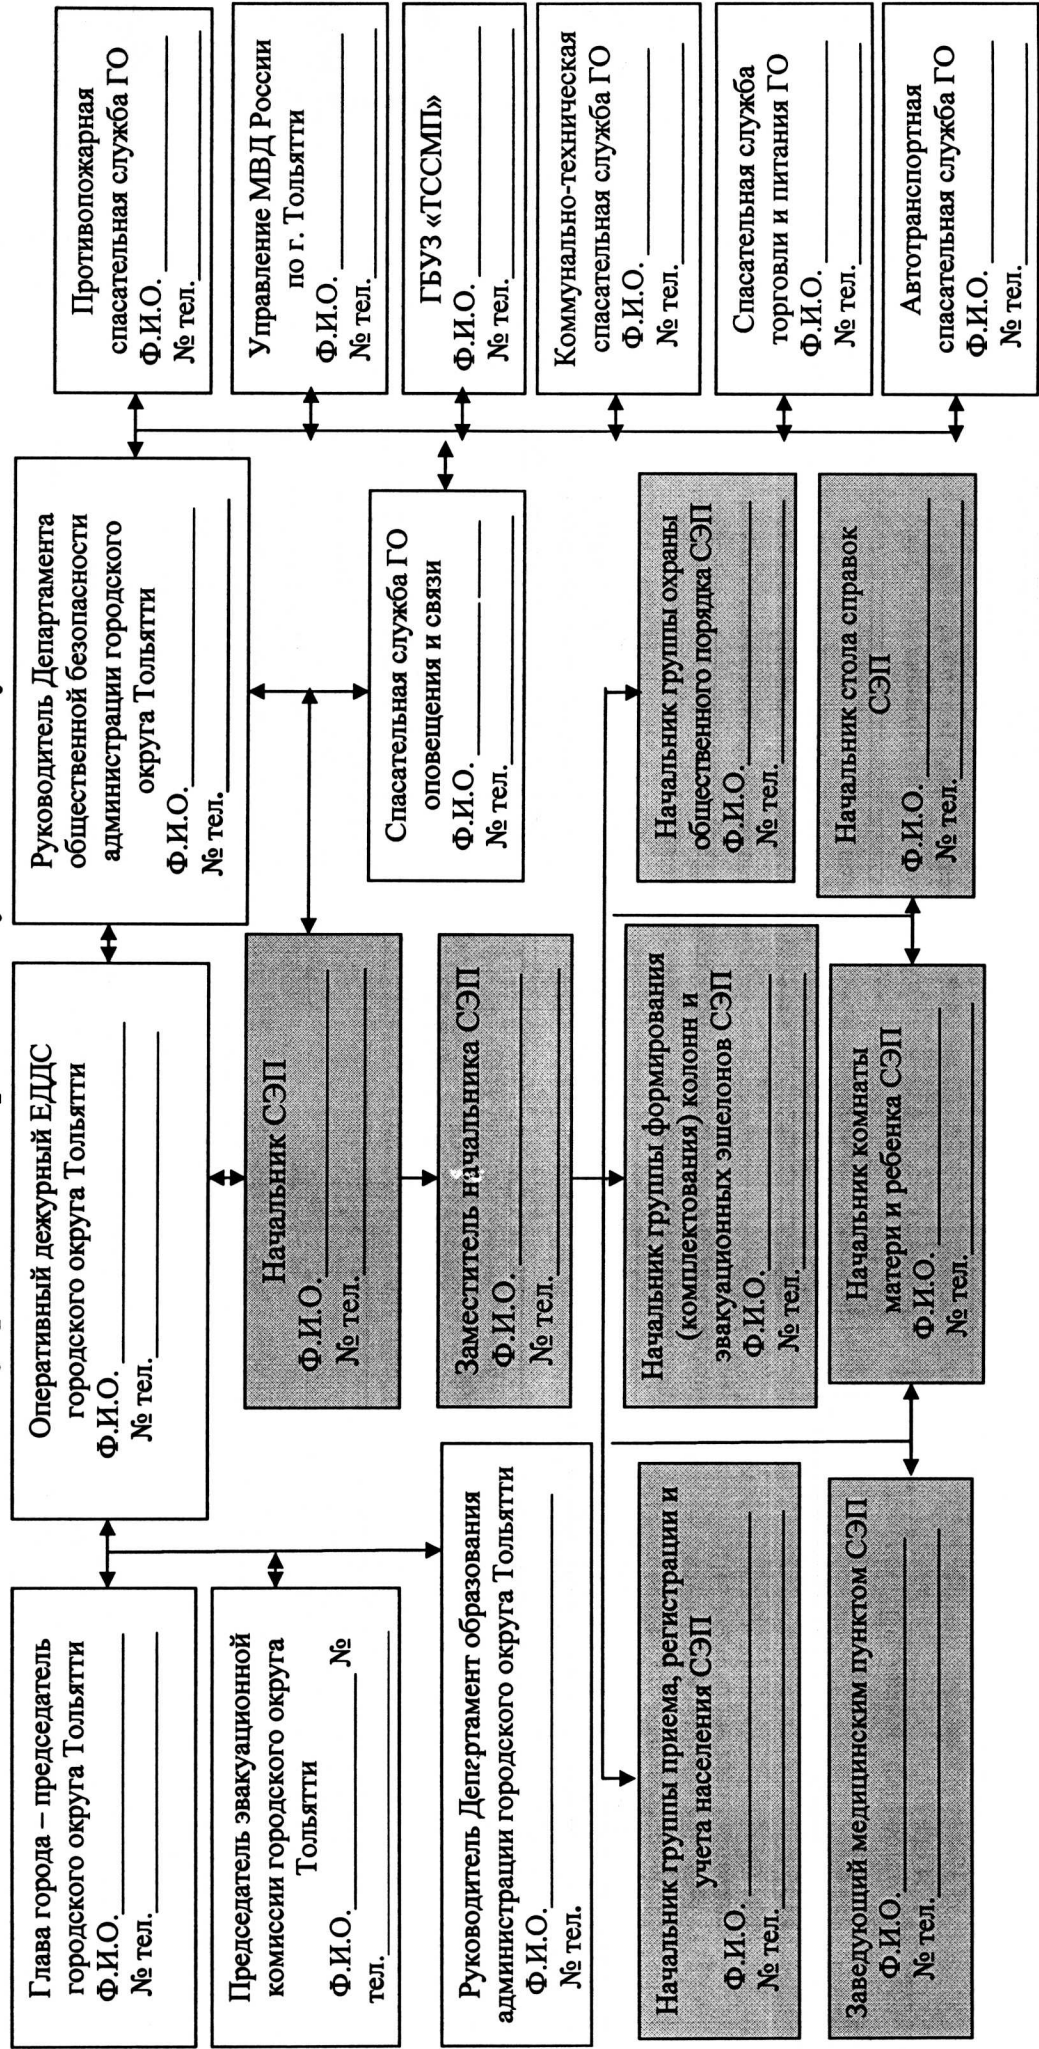 Глава города – председатель
городского округа Тольятти
Ф.И.О.
№ тел.
Оперативный дежурный ЕДДС
городского округа Тольятти
Ф.И.О.
№ тел.
Руководитель Департамента
общественной безопасности
администрации городского
округа Тольятти
Ф.И.О.
№ тел.
Противопожарная
спасательная служба ГО
Ф.И.О.
№ тел.
Председатель эвакуационной
комиссии городского округа
Тольятти
Ф.И.О. №
тел.
Начальник СЭП
Ф.И.О.
№ тел.
Управление МВД России
по г. Тольятти
Ф.И.О.
№ тел.
Спасательная служба ГО
оповещения и связи
Ф.И.О.
№ тел.
ГБУЗ «ТССМП»
Ф.И.О.
№ тел.
Руководитель Департамент образования
администрации городского округа Тольятти
Ф.И.О.
№ тел.
Заместитель начальника СЭП
Ф.И.О.
№ тел.
Коммунально-техническая
спасательная служба ГО
Ф.И.О.
№ тел.
Начальник группы приема, регистрации и
учета населения СЭП
Ф.И.О.
№ тел.
Начальник группы формирования
(комплектования) колонн и
эвакуационных эшелонов СЭП
Ф.И.О.
№ тел.
Начальник группы охраны
общественного порядка СЭП
Ф.И.О.
№ тел.
Спасательная служба
торговли и питания ГО
Ф.И.О.
№ тел.
Заведующий медицинским пунктом СЭП
Ф.И.О.
№ тел.
Начальник комнаты
матери и ребенка СЭП
Ф.И.О.
№ тел.
Начальник стола справок
СЭП
Ф.И.О.
№ тел.
Автотранспортная
спасательная служба ГО
Ф.И.О.
№ тел.